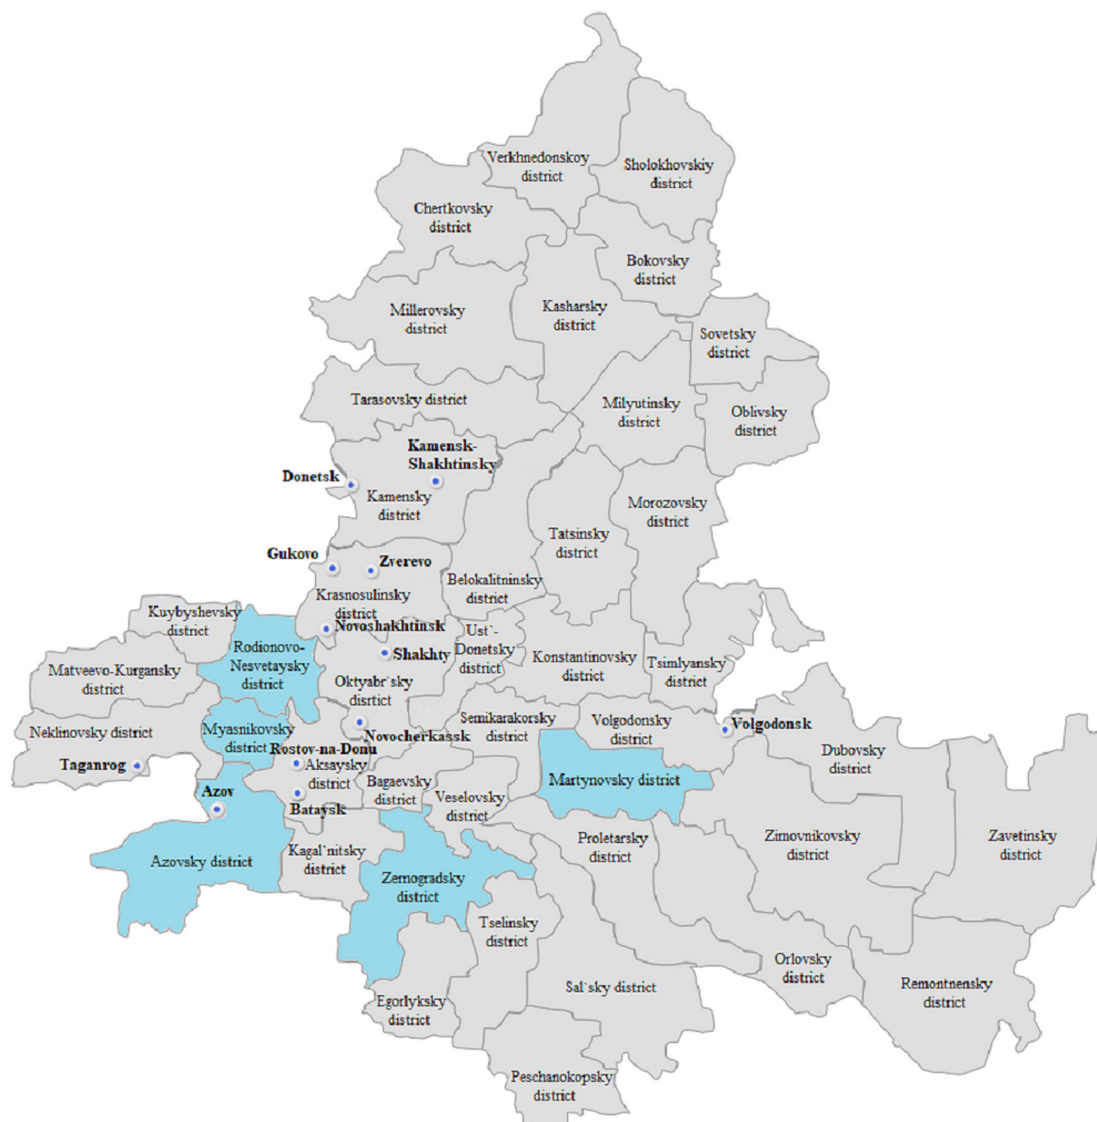 Verkhnedonskoy
district
Sholokhovskiy
district
Chertkovsky
district
Bokovsky
district
Millerovsky
district
Kasharsky
district
Sovetsky
district
Tarasovsky district
Milyutinsky
district
Oblivsky
district
Kamensk-
Shakhtinsky
Donetsk
Kamensky
district
Morozovsky
district
Tatsinsky
district
Gukovo
Zverevo
Belokalitninsky
district
Krasnosulinsky
district
Kuybyshevsky
district
Novoshakhtinsk
Rodionovo-
Nesvetaysky
district
Ust`-
Donetsky
district
Shakhty
Konstantinovsky
district
Tsimlyansky
district
Matveevo-Kurgansky
district
Oktyabr`sky
disrtict
Neklinovsky district
Myasnikovsky
district
Novocherkassk
Semikarakorsky
district
Volgodonsky
district
Volgodonsk
Rostov-na-Donu
Aksaysky
district
Dubovsky
district
Taganrog
Bagaevsky
district
Martynovsky district
Azov
Bataysk
Veselovsky
district
Azovsky district
Kagal`nitsky
district
Proletarsky
district
Zimovnikovsky
district
Zavetinsky
district
Zernogradsky
district
Tselinsky
district
Orlovsky
district
Sal`sky district
Remontnensky
district
Egorlyksky
district
Peschanokopsky
district